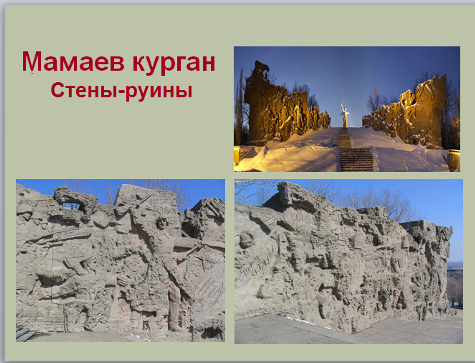 Мамаев курган
Стены-руины